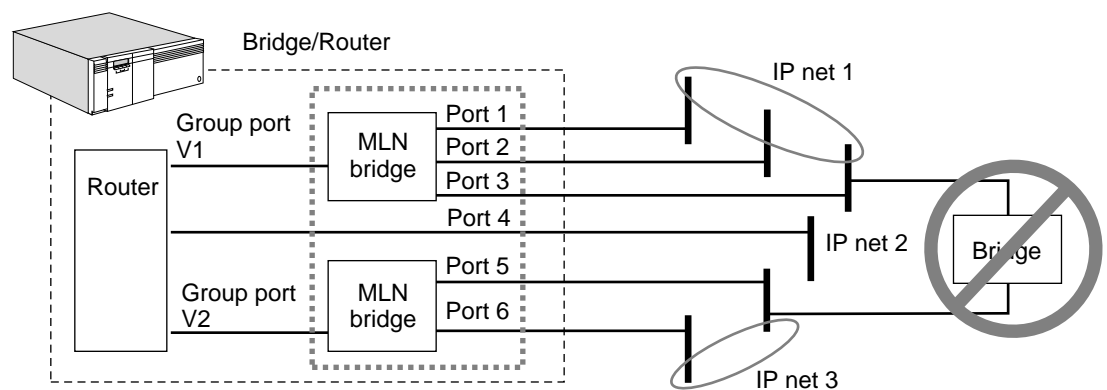 Bridge/Router
IP net 1
Group port
V1
MLN
bridge
Port 1
Port 2
Port 3
Router
Port 4
IP net 2
Bridge
Group port
V2
MLN
bridge
Port 5
Port 6
IP net 3